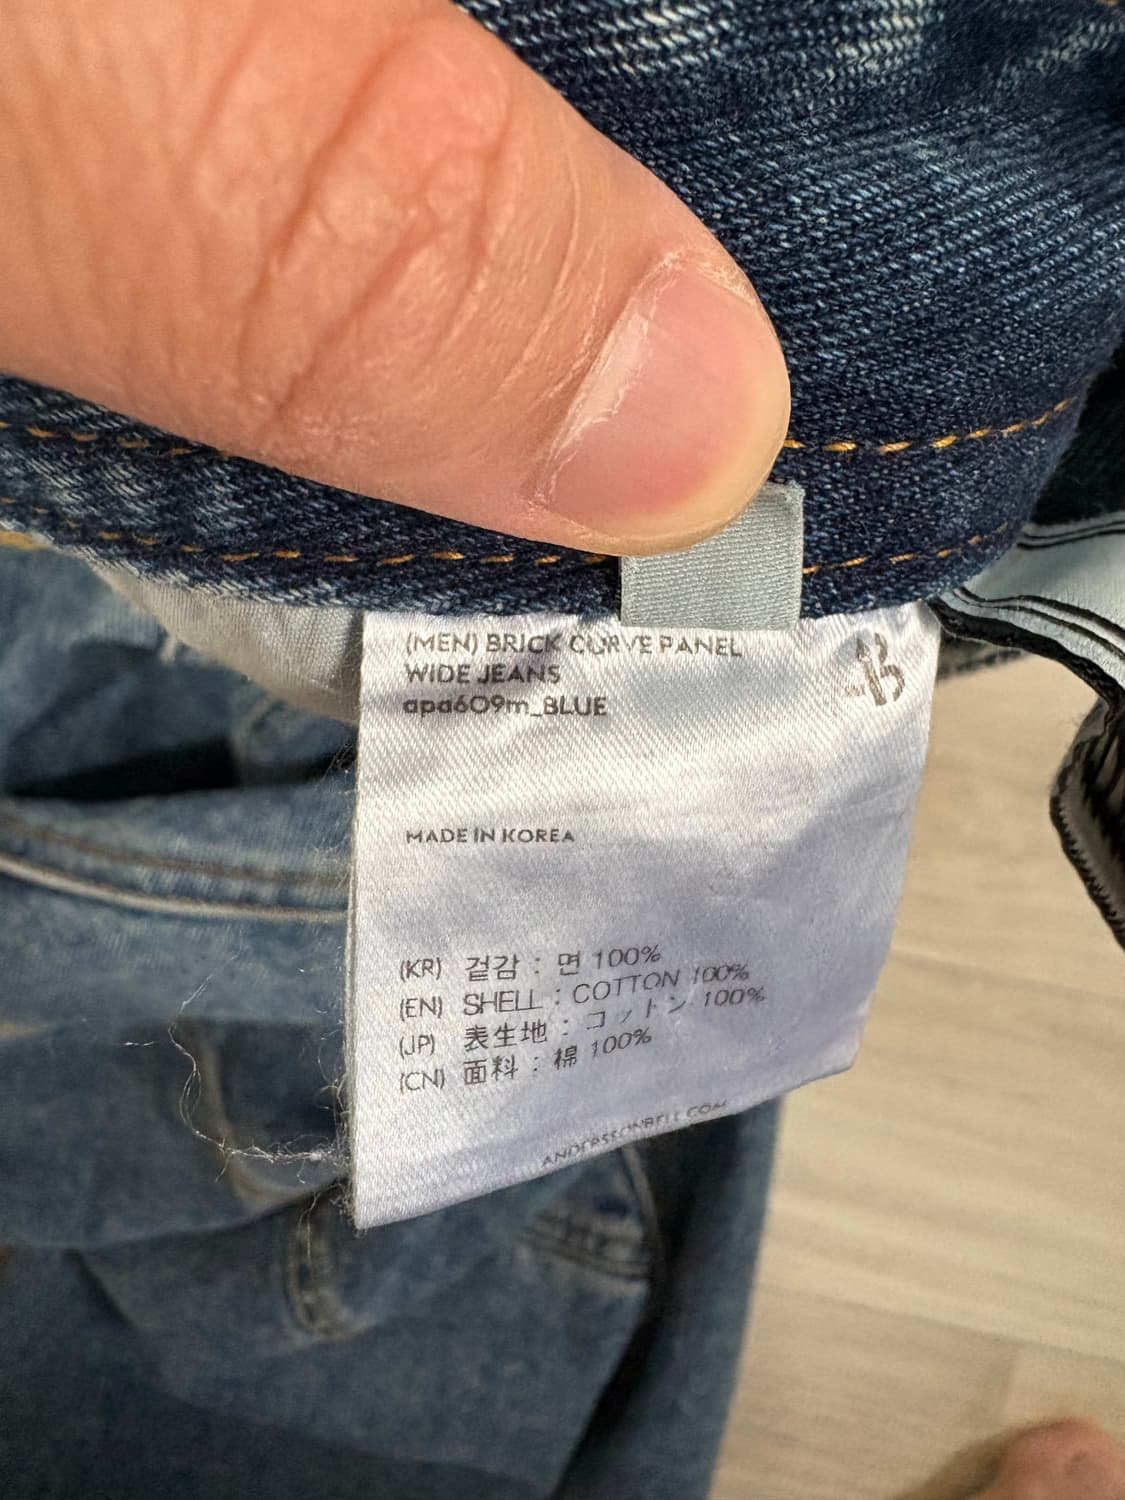 (MEN) BRICK CURVE PANEL
WIDE JEANS
apa609m_BLUE
MADE IN KOREA
(KR) 겉감 : 면 100%
(EN) SHELL : COTTON 100%
(JP) 表生地 : コットン 100%
(CN) 面料 : 棉 100%
ANDERSSONBELL.COM